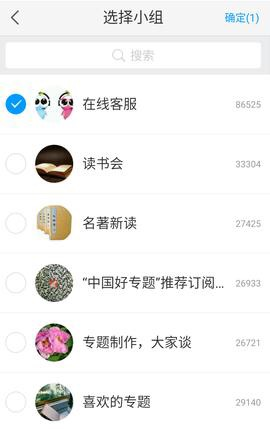 选择小组
确定(1)
搜索
在线客服
86525
读书会
33304
名著新读
27425
“中国好专题”推荐订阅...
26933
专题制作，大家谈
26721
喜欢的专题
29140